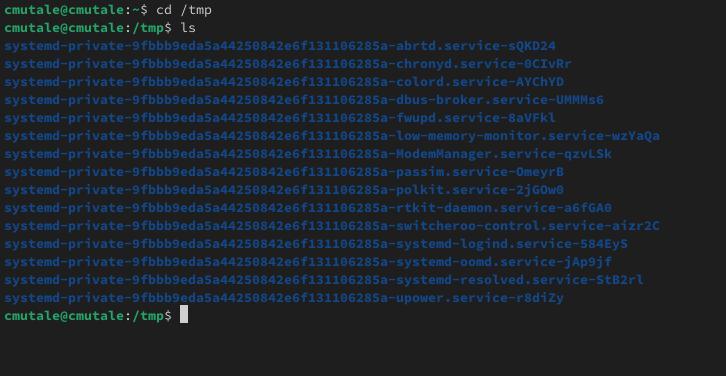 cmutale@cmutale:~$ cd /tmp
cmutale@cmutale:/tmp$ ls
systemd-private-9fbbb9eda5a44250842e6f131106285a-abrtd.service-sQKD24
systemd-private-9fbbb9eda5a44250842e6f131106285a-chronyd.service-0CIvRr
systemd-private-9fbbb9eda5a44250842e6f131106285a-colord.service-AYChYD
systemd-private-9fbbb9eda5a44250842e6f131106285a-dbus-broker.service-UMMMs6
systemd-private-9fbbb9eda5a44250842e6f131106285a-fwupd.service-8aVFkl
systemd-private-9fbbb9eda5a44250842e6f131106285a-low-memory-monitor.service-wzYaQa
systemd-private-9fbbb9eda5a44250842e6f131106285a-ModemManager.service-qzvLSk
systemd-private-9fbbb9eda5a44250842e6f131106285a-passim.service-OmeyrB
systemd-private-9fbbb9eda5a44250842e6f131106285a-polkit.service-2jGOw0
systemd-private-9fbbb9eda5a44250842e6f131106285a-rtkit-daemon.service-a6fGA0
systemd-private-9fbbb9eda5a44250842e6f131106285a-switcheroo-control.service-aizr2C
systemd-private-9fbbb9eda5a44250842e6f131106285a-systemd-logind.service-584EyS
systemd-private-9fbbb9eda5a44250842e6f131106285a-systemd-oomd.service-jAp9jf
systemd-private-9fbbb9eda5a44250842e6f131106285a-systemd-resolved.service-StB2rl
systemd-private-9fbbb9eda5a44250842e6f131106285a-upower.service-r8diZy
cmutale@cmutale:/tmp$